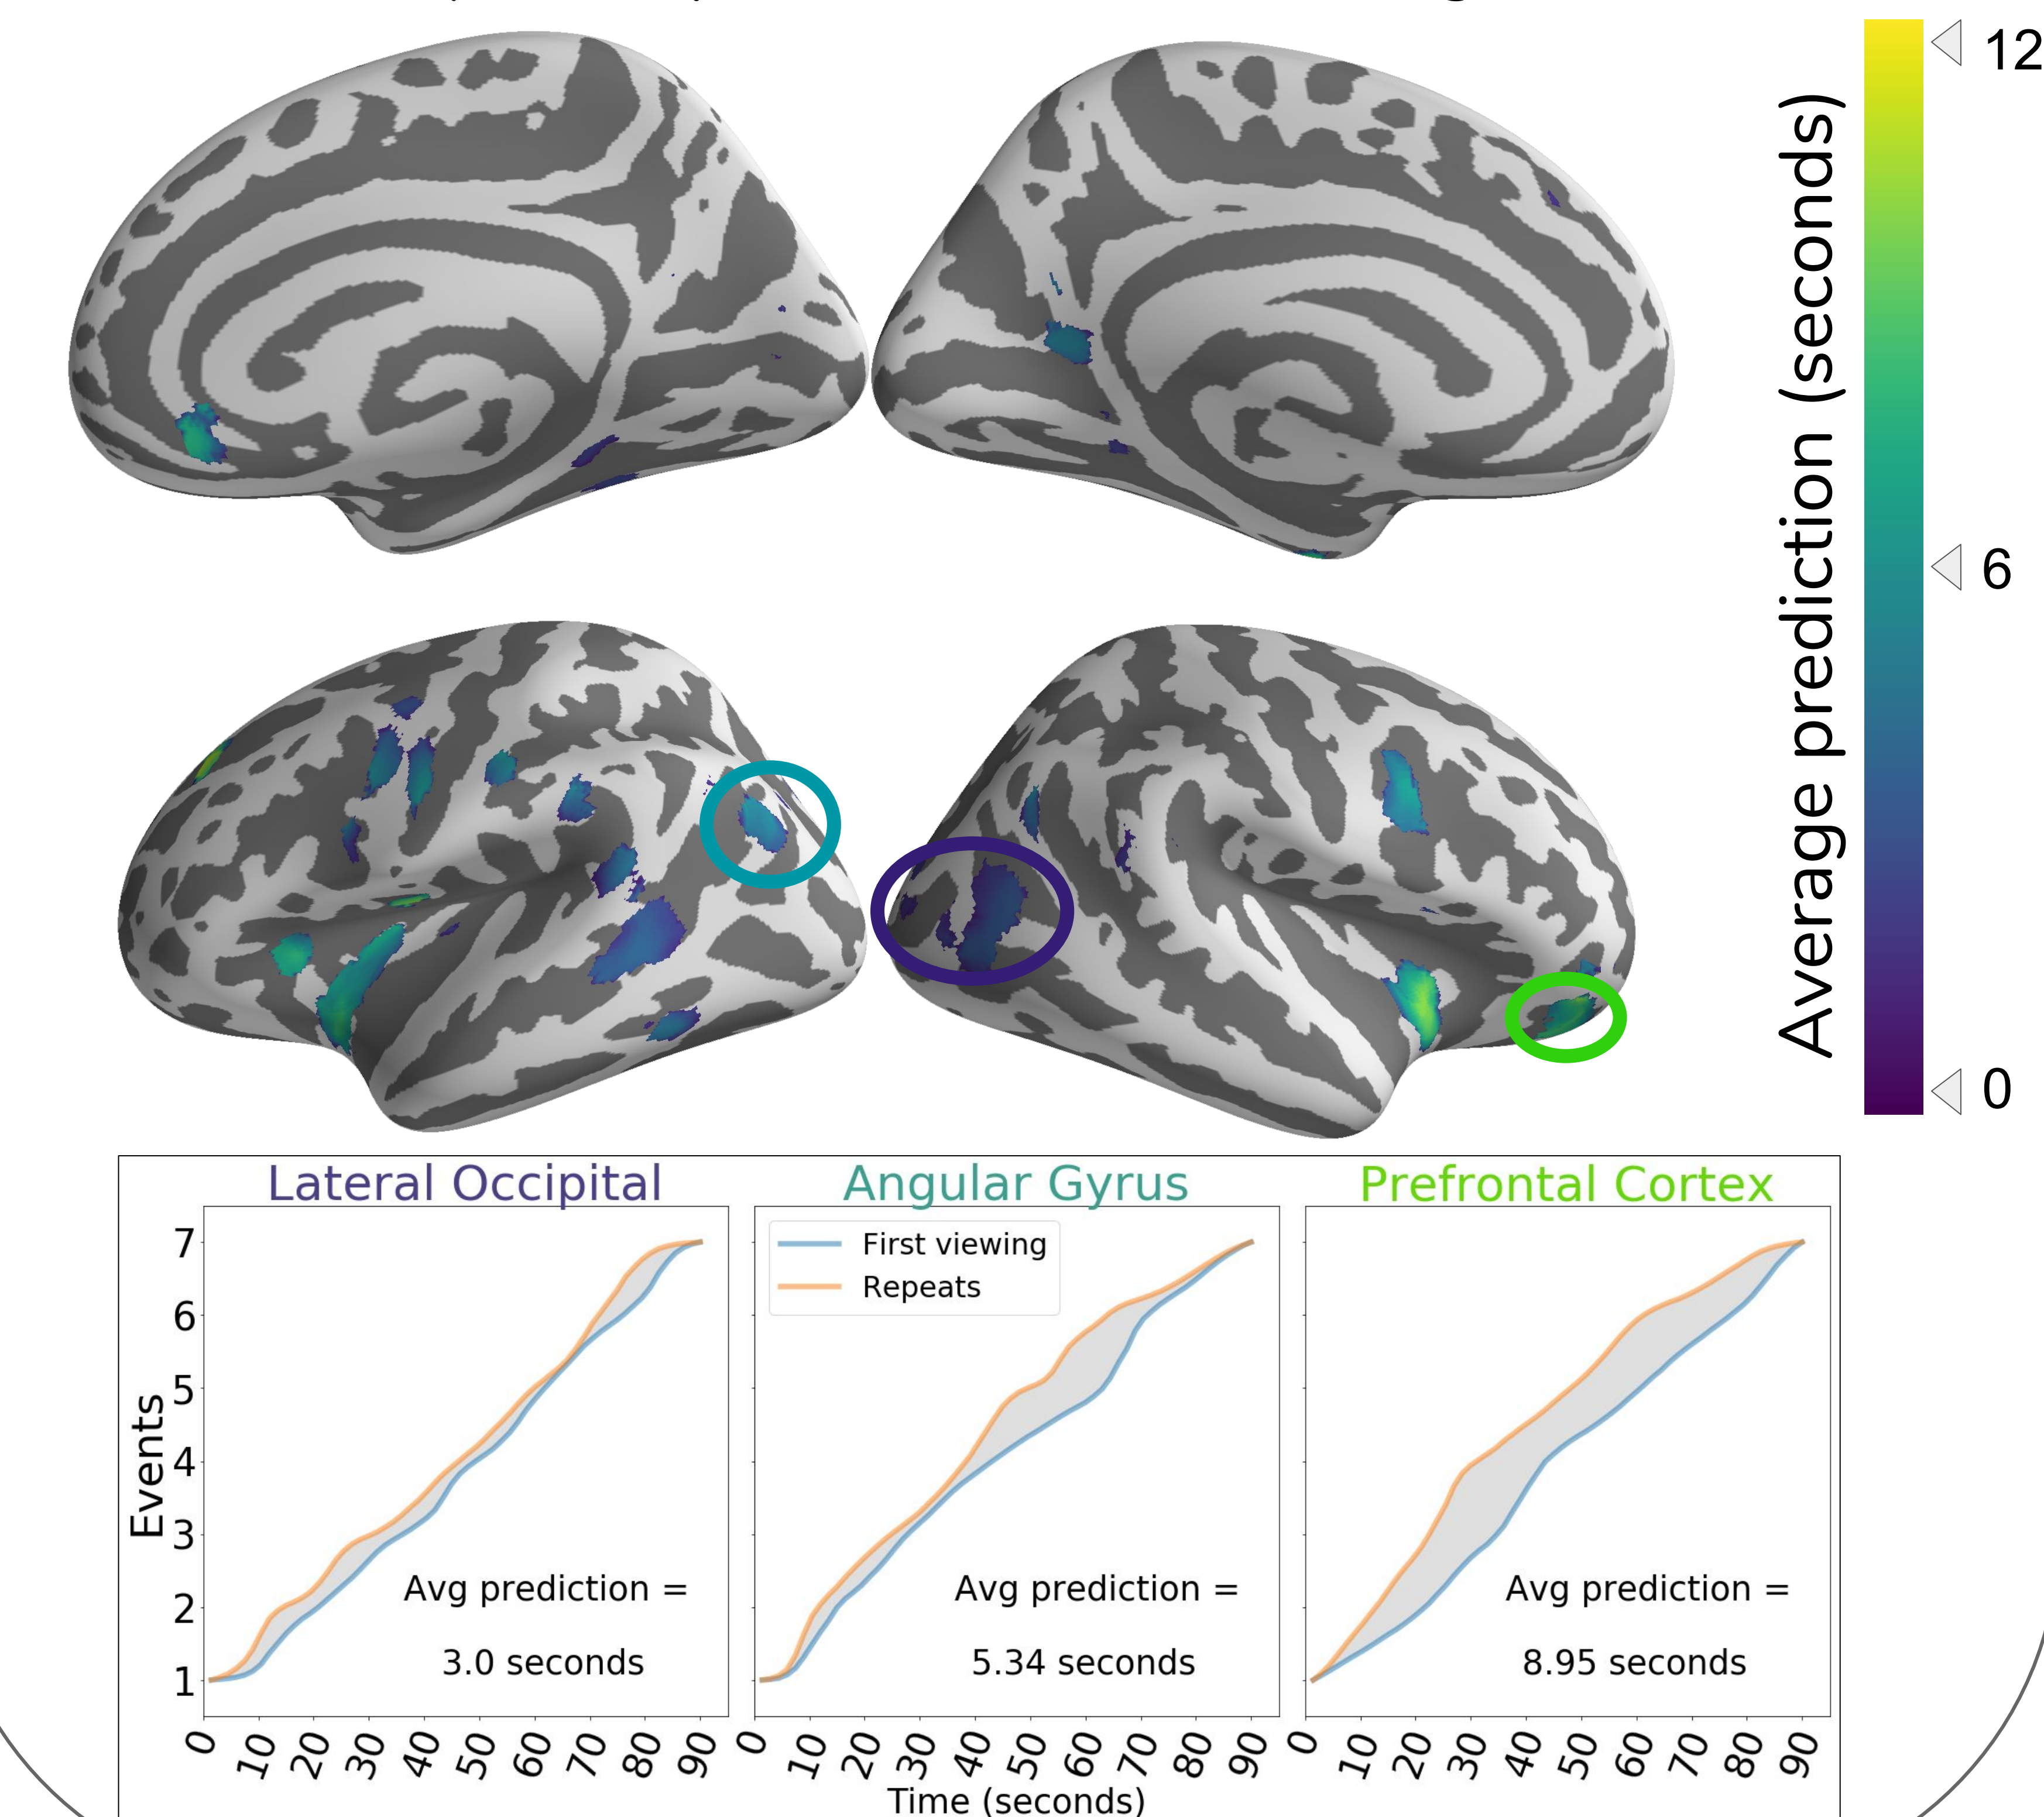 12
6
0
Average prediction (seconds)
Lateral Occipital
Angular Gyrus
Prefrontal Cortex
First viewing
Repeats
Events
7
6
5
4
3
2
1
Avg prediction =
3.0 seconds
Avg prediction =
5.34 seconds
Avg prediction =
8.95 seconds
0 10 20 30 40 50 60 70 80 90
0 10 20 30 40 50 60 70 80 90
0 10 20 30 40 50 60 70 80 90
Time (seconds)